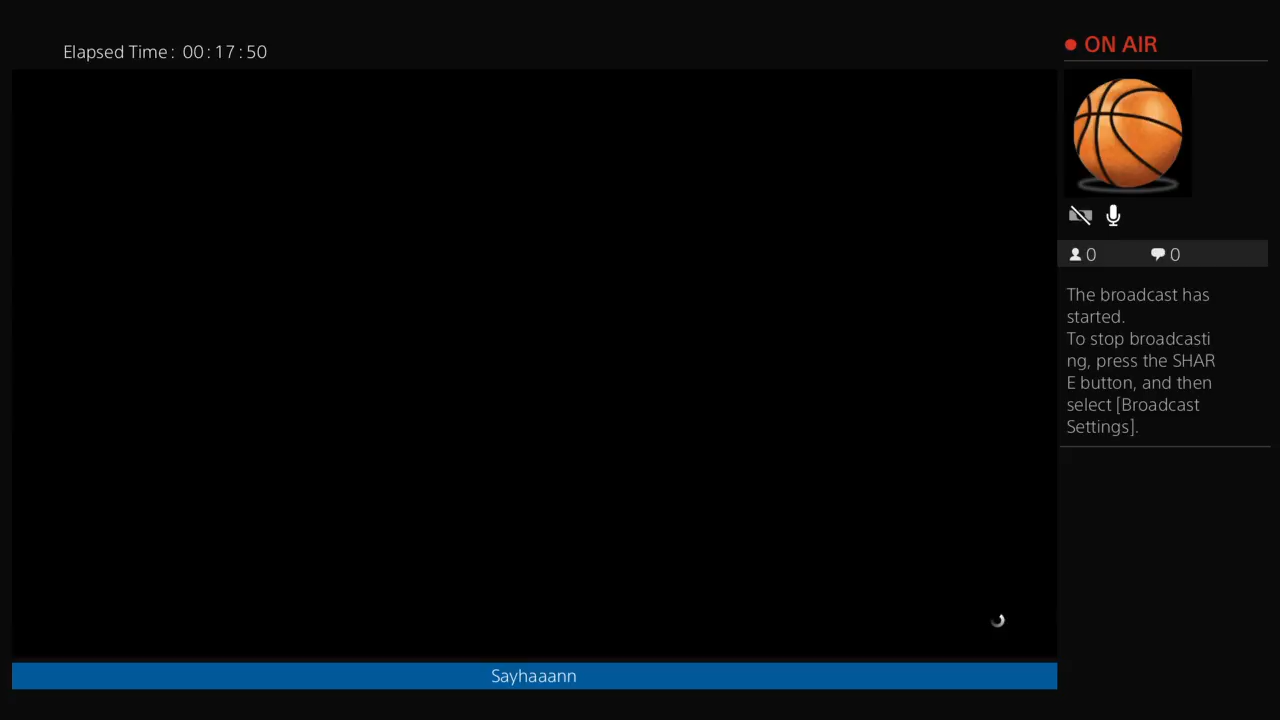 Elapsed Time: 00:17:50
ON AIR
0 0
The broadcast has
started.
To stop broadcasti
ng, press the SHAR
E button, and then
select [Broadcast
Settings].
Sayhaaann